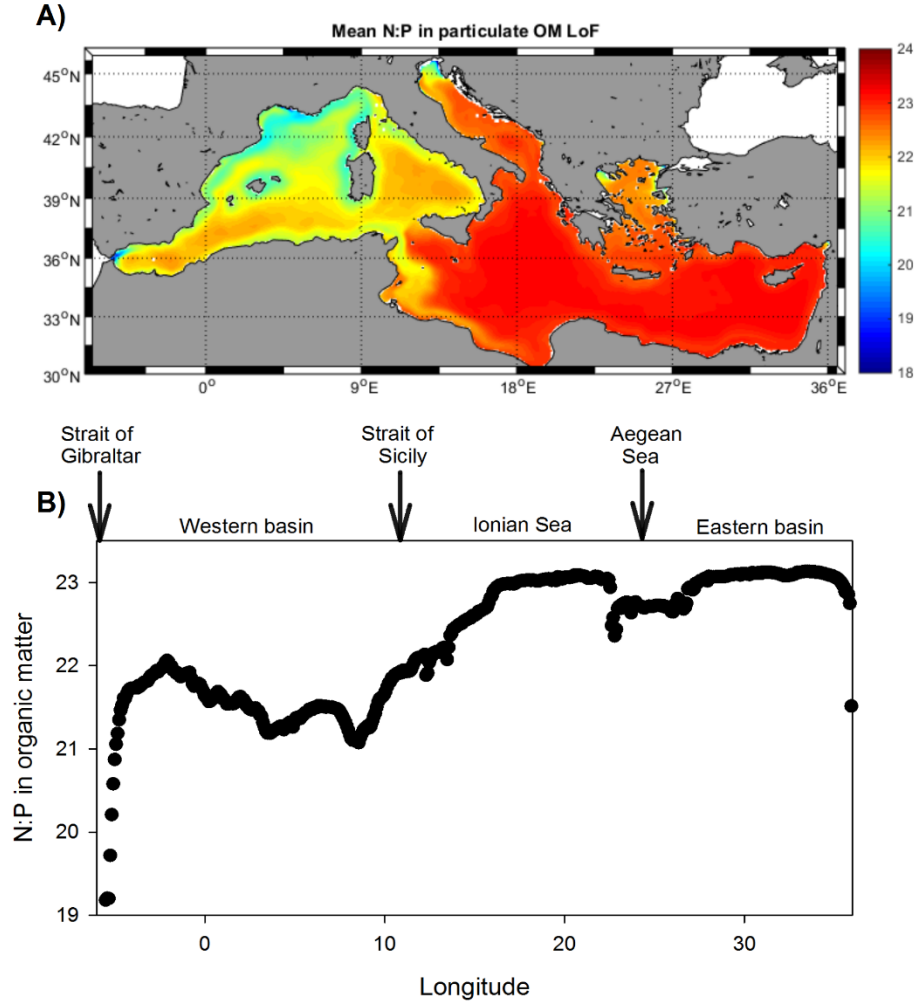 A)
Mean N:P in particulate OM LoF
45°N
42°N
39°N
36°N
33°N
30°N
0°
9°E
18°E
27°E
36°E
24
23
22
21
20
19
18
Strait of
Gibraltar
Strait of
Sicily
Aegean
Sea
B)
Western basin
Ionian Sea
Eastern basin
N:P in organic matter
23
22
21
20
19
0
10
20
30
Longitude